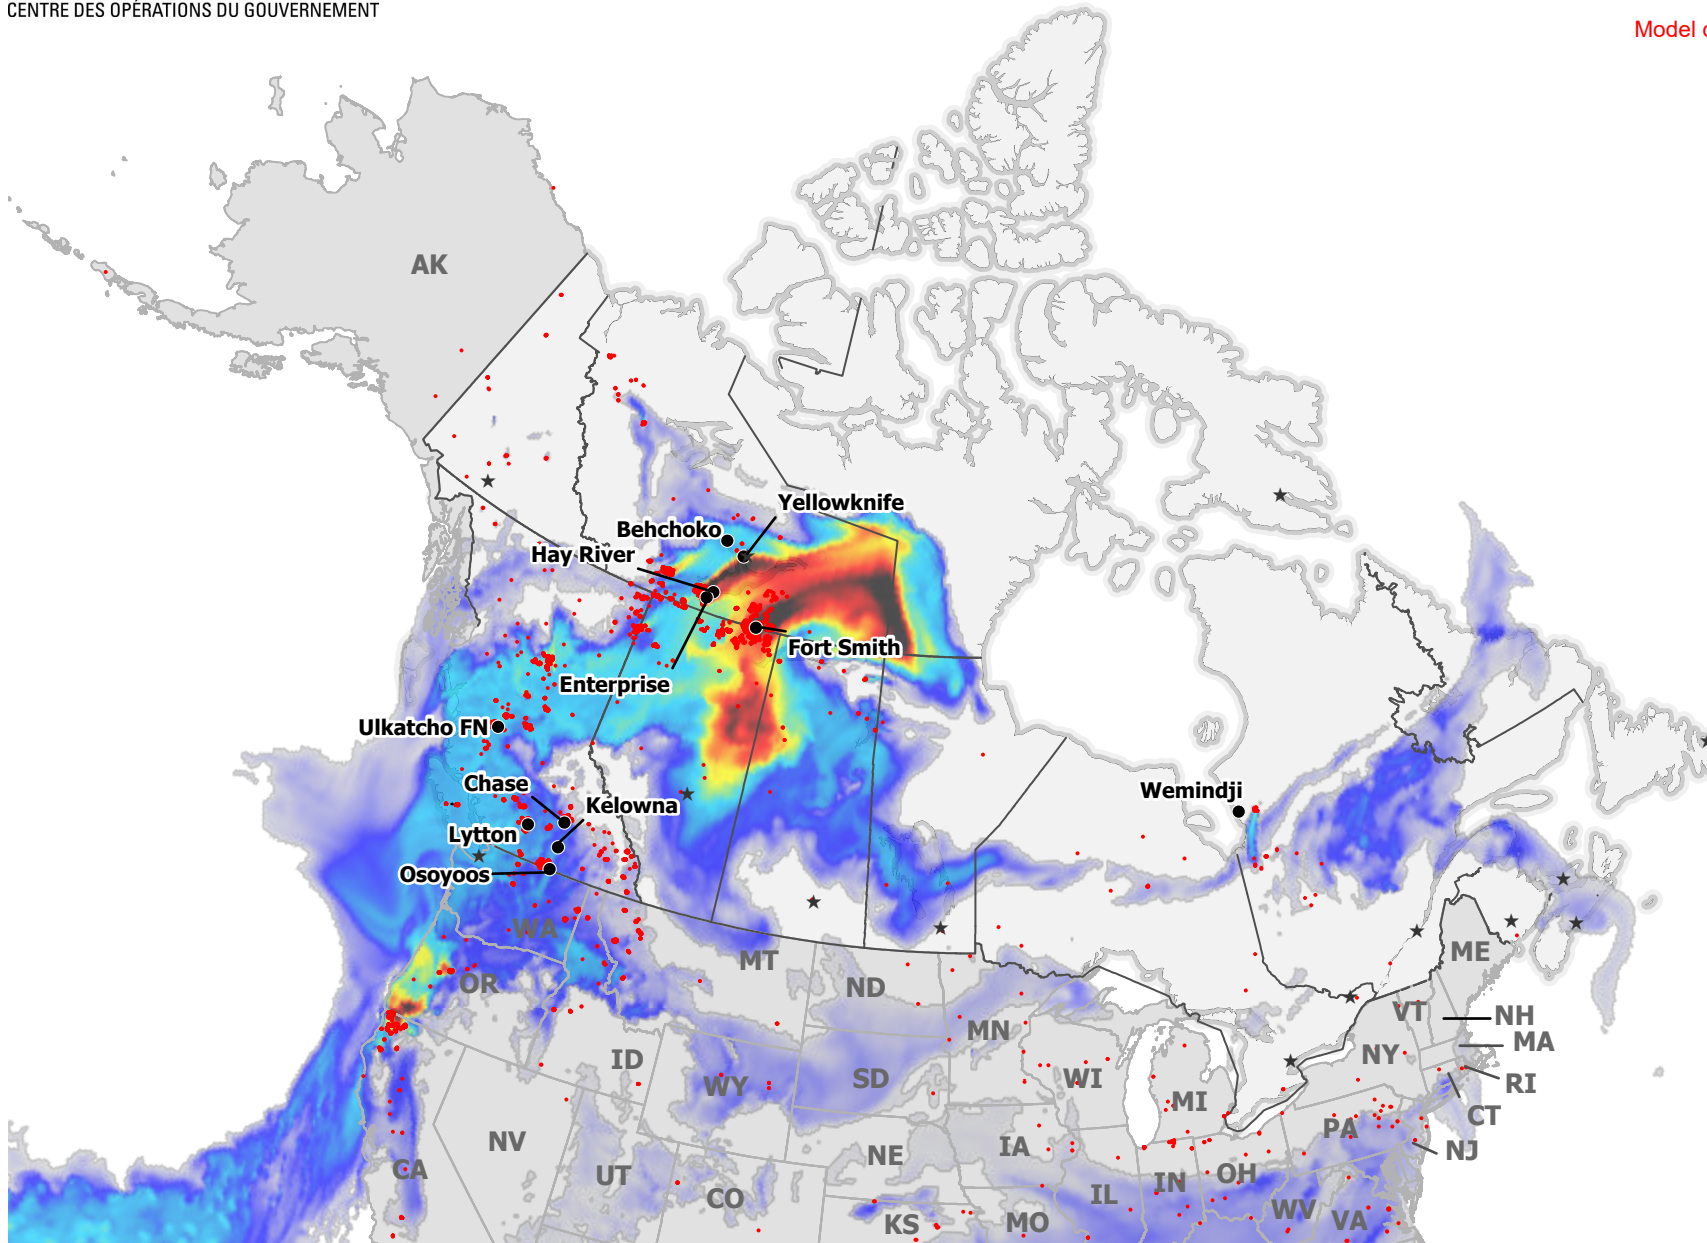 CENTRE DES OPÉRATIONS DU GOUVERNEMENT
Model
AK
Yellowknife
Behchoko
Hay River
Fort Smith
Enterprise
Ulkatcho FN
Chase
Kelowna
Wemindji
Lytton
Osoyoos
WA
MT
ME
OR
ND
VT
NH
MN
MA
NY
ID
WY
SD
WI
RI
MI
CT
PA
NV
NJ
CA
UT
NE
IA
OH
CO
IN
IL
WV
KS
MO
VA